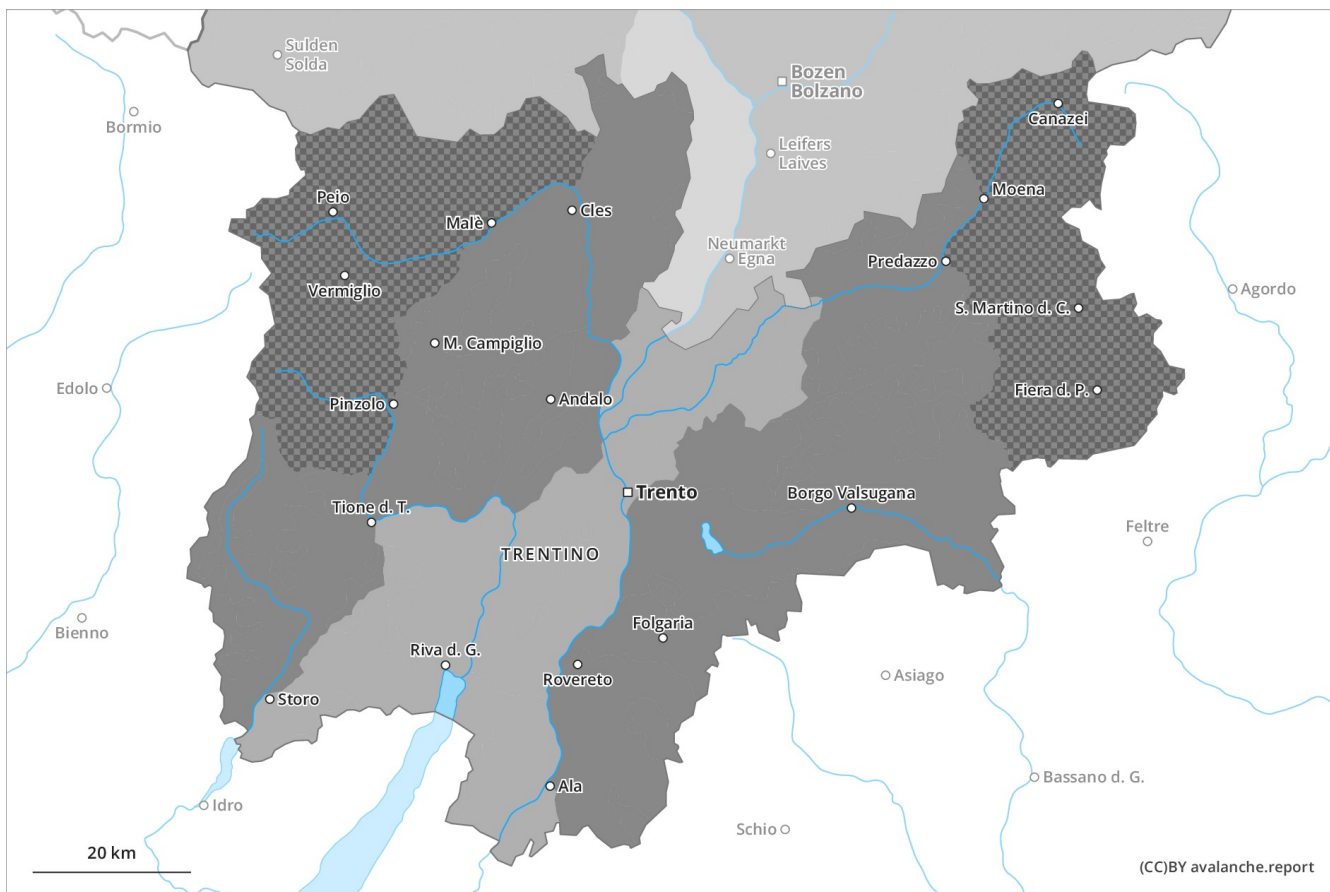 Sulden
Solda
Bozen
Bolzano
Bormio
Canazei
Leifers
Laives
Peio
Moena
Malè
Cles
Neumarkt
Egna
Predazzo
Vermiglio
Agordo
S. Martino d. C.
M. Campiglio
Edolo
Fiera d. P.
Pinzolo
Andalo
Trento
Borgo Valsugana
Tione d. T.
Feltre
TRENTINO
Bienno
Folgaria
Riva d. G.
Rovereto
Asiago
Storo
Bassano d. G.
Ala
Idro
Schio
20 km
(CC)BY avalanche.report